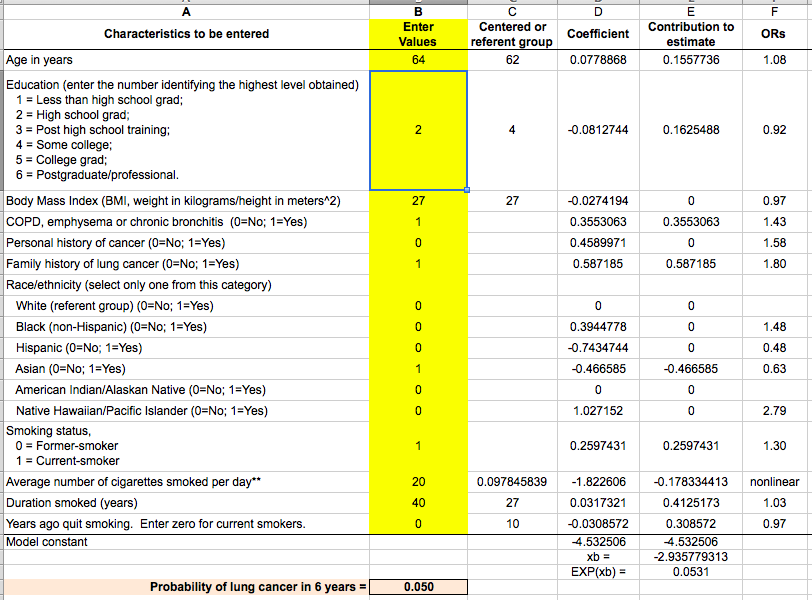 A B C D E F
Characters to be entered Enter Values Centered or referent group Coefficient Contribution to estimate ORs
Age in years 64 62 0.0778868 0.1557736 1.08
Education (enter the number identifying the highest level obtained)
1 = Less than high school grad;
2 = High school grad;
3 = Post high school training;
4 = Some college;
5 = College grad;
6 = Postgraduate/professional.
2 4 -0.0812744 0.1625488 0.92
Body Mass Index (BMI, weight in kilograms/height in meters^2) 27 27 -0.0274194 0 0.97
COPD, emphysema or chronic bronchitis (0=No; 1=Yes) 1 0.3553063 0.3553063 1.43
Personal history of cancer (0=No; 1=Yes) 0 0.4589971 0 1.58
Family history of lung cancer (0=No; 1=Yes) 1 0.587185 0.587185 1.80
Race/ethnicity (select only one from this category)
White (referent group) (0=No; 1=Yes) 0 0 0
Black (non-Hispanic) (0=No; 1=Yes) 0 0.3944778 0 1.48
Hispanic (0=No; 1=Yes) 0 -0.7434744 0 0.48
Asian (0=No; 1=Yes) 1 -0.466585 -0.466585 0.63
American Indian/Alaskan Native (0=No; 1=Yes) 0 0 0
Native Hawaiian/Pacific Islander (0=No; 1=Yes) 0 1.027152 0 2.79
Smoking status,
0 = Former-smoker
1 = Current-smoker
1 0.2597431 0.2597431 1.30
Average number of cigarettes smoked per day** 20 0.097845839 -1.822606 -0.178334413 nonlinear
Duration smoked (years) 40 27 0.0317321 0.4125173 1.03
Years ago quit smoking. Enter zero for current smokers. 0 10 -0.0308572 0.308572 0.97
Model constant -4.532506 -4.532506
xb = -2.935779313
EXP(xb) = 0.0531
Probability of lung cancer in 6 years = 0.050